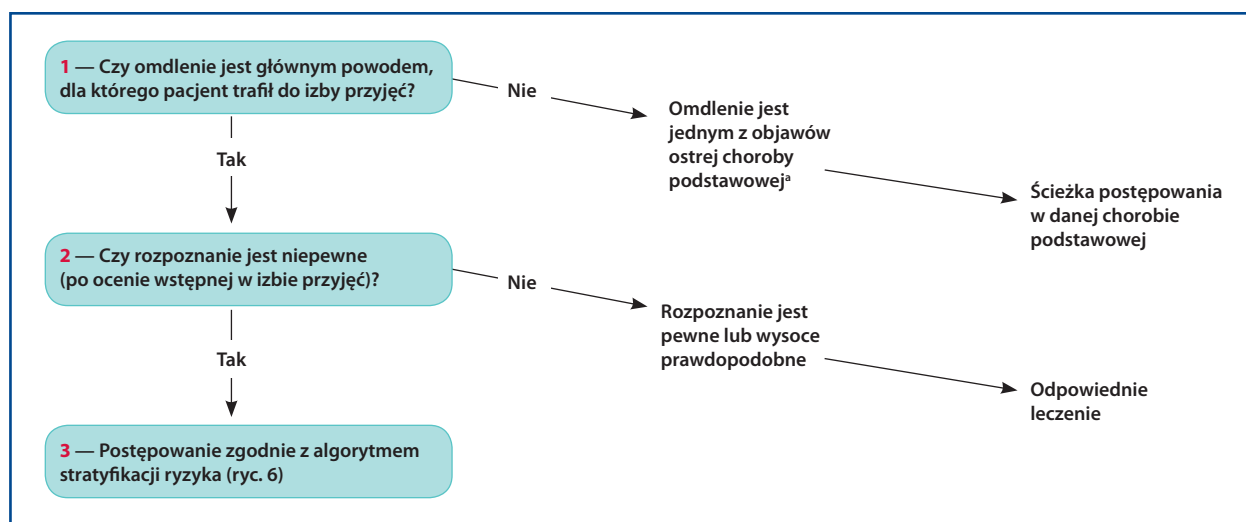 1 — Czy omdlenie jest głównym powodem,
dla którego pacjent trafił do izby przyjęć?
Nie
Omdlenie jest
jednym z objawów
ostrej choroby
podstawowejᵃ
Ścieżka postępowania
w danej chorobie
podstawowej
Tak
2 — Czy rozpoznanie jest niepewne
(po ocenie wstępnej w izbie przyjęć)?
Nie
Rozpoznanie jest
pewne lub wysoce
prawdopodobne
Odpowiednie
leczenie
Tak
3 — Postępowanie zgodnie z algorytmem
stratyfikacji ryzyka (ryc. 6)